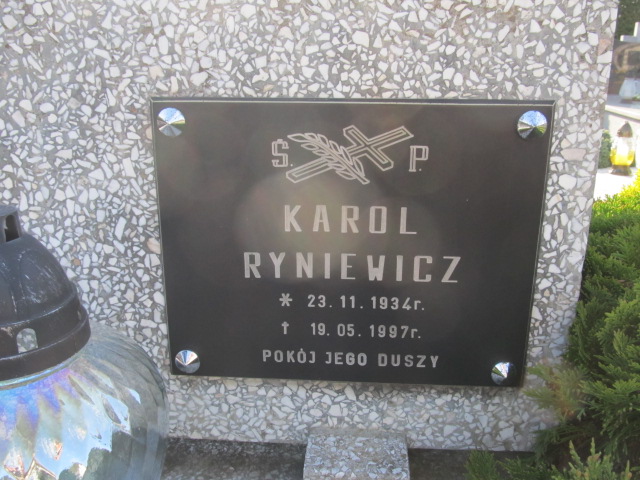 Ś. P.
KAROL
RYNIEWICZ
* 23. 11. 1934r.
† 19. 05. 1997r.
POKÓJ JEGO DUSZY